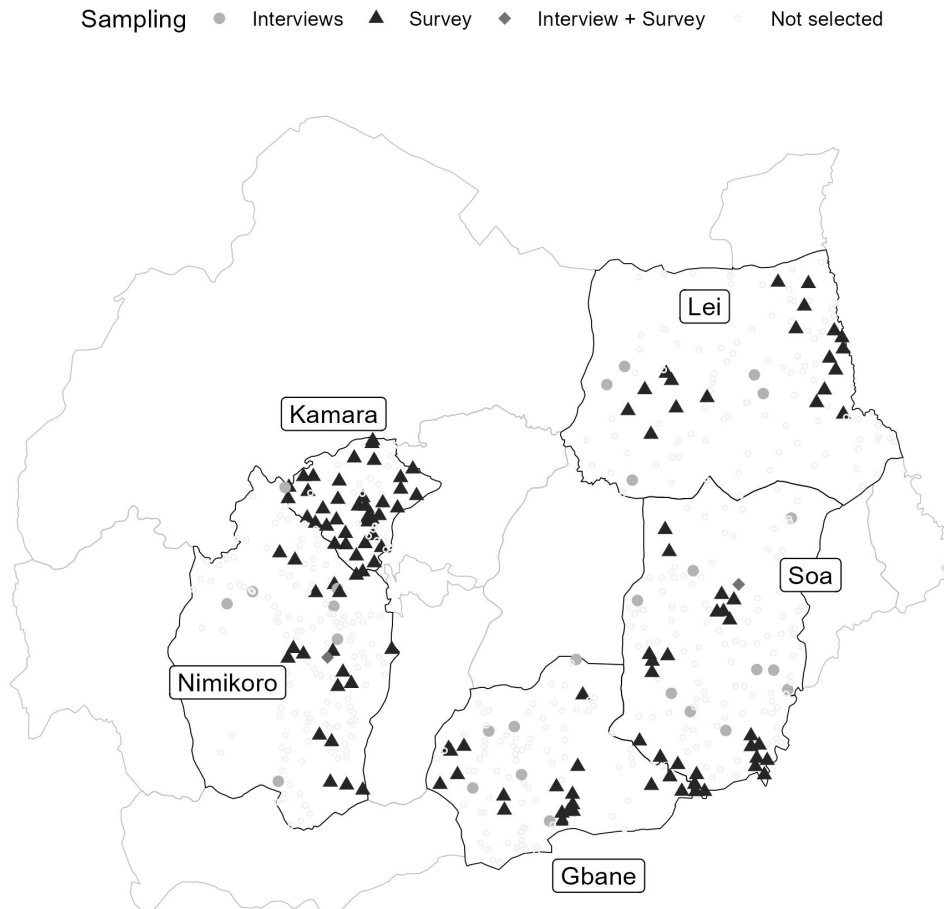 Sampling Interviews Survey Interview + Survey Not selected
Lei
Kamara
Soa
Nimikoro
Gbane